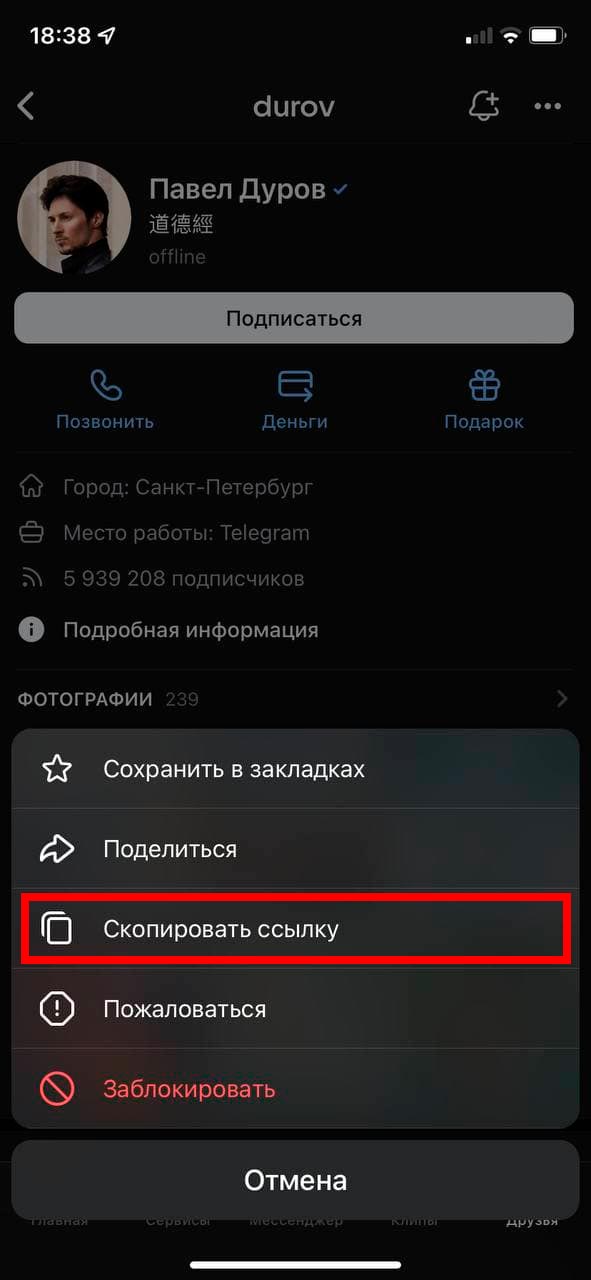 18:38
durov
Павел Дуров
道德經
offline
Подписаться
Позвонить
Деньги
Подарок
Город: Санкт-Петербург
Место работы: Telegram
5 939 208 подписчиков
Подробная информация
ФОТОГРАФИИ 239
Сохранить в закладках
Поделиться
Скопировать ссылку
Пожаловаться
Заблокировать
Отмена
Главная
Сервисы
Мессенджер
Клипы
Друзья